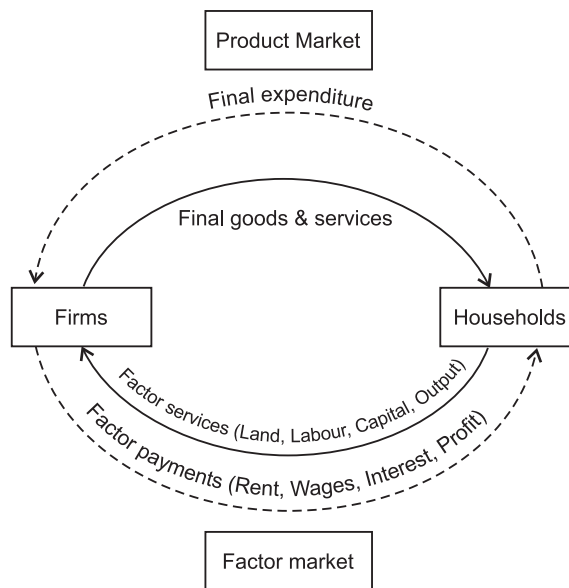 Product Market
Final expenditure
Final goods & services
Firms
Households
Factor services (Land, Labour, Capital, Output)
Factor payments (Rent, Wages, Interest, Profit)
Factor market